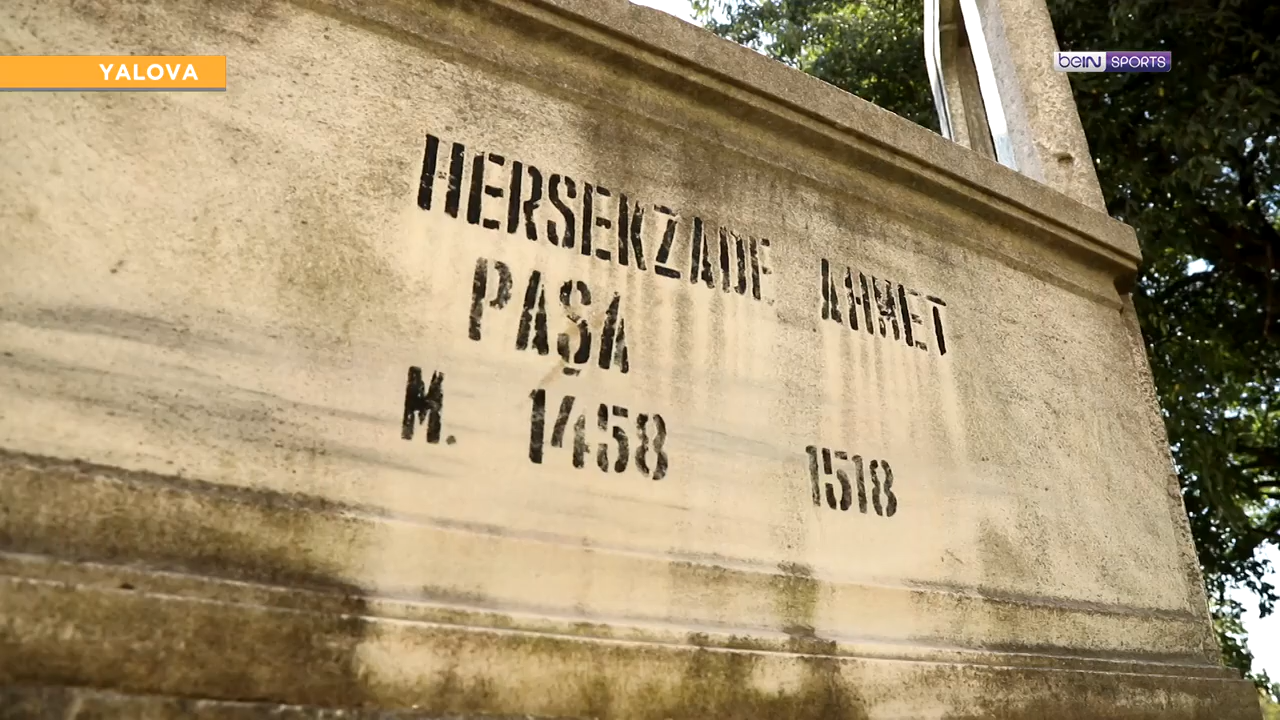 YALOVA
beIN SPORTS
HERSEKZADE AHMET
PAŞA
M. 1458 1518